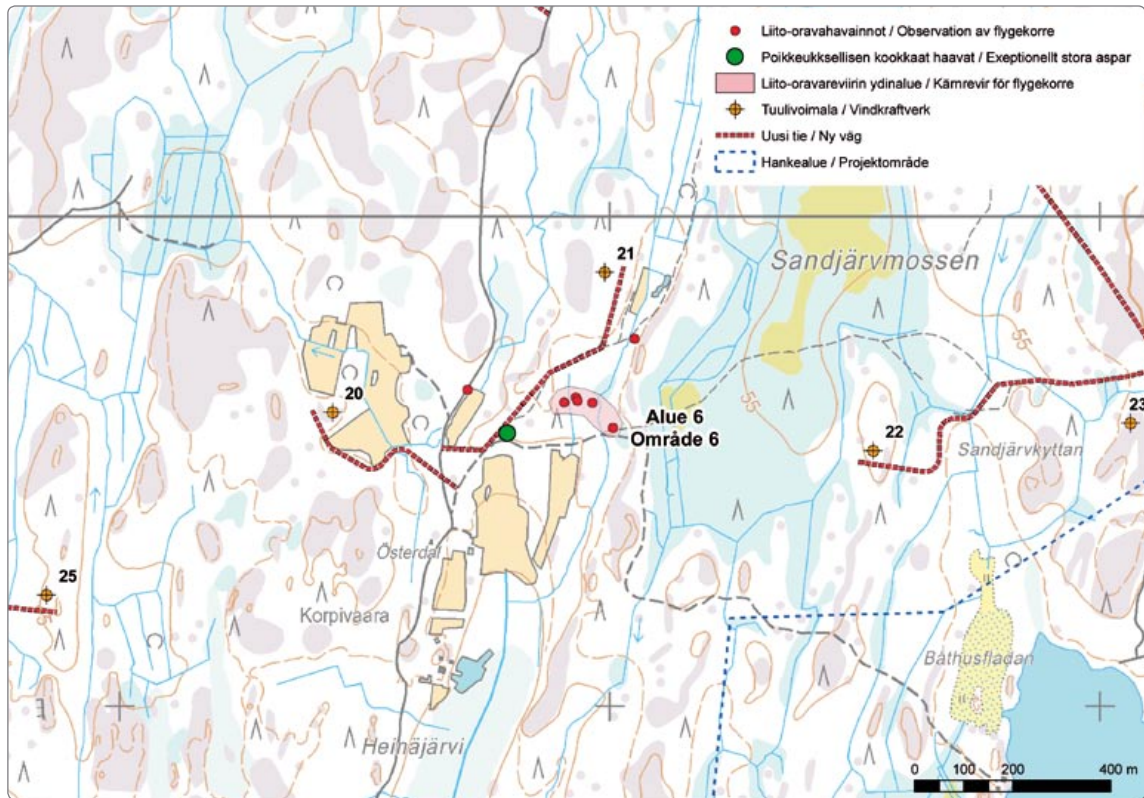 Liito-oravahavainnot / Observation av flygekorre
Poikkeuksellisen kookkaat haavat / Exeptionellt stora aspar
Liito-oravareviirin ydinalue / Kärnrevir för flygekorre
Tuulivoimala / Vindkraftverk
Uusi tie / Ny väg
Hankealue / Projektområde
21
Sandjärvmossen
55
55
20
Alue 6
Område 6
22
23
Sandjärvkyttan
25
Österdal
Korpivaara
Båthusfladan
Heinäjärvi
0 100 200 400 m